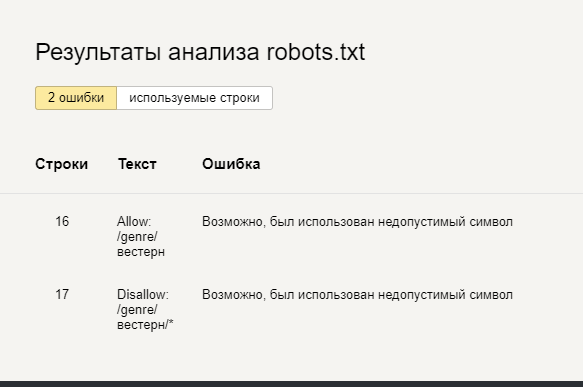 Результаты анализа robots.txt
2 ошибки используемые строки
Строки Текст Ошибка
16 Allow: Возможно, был использован недопустимый символ
/genre/
вестерн
17 Disallow: Возможно, был использован недопустимый символ
/genre/
вестерн/*